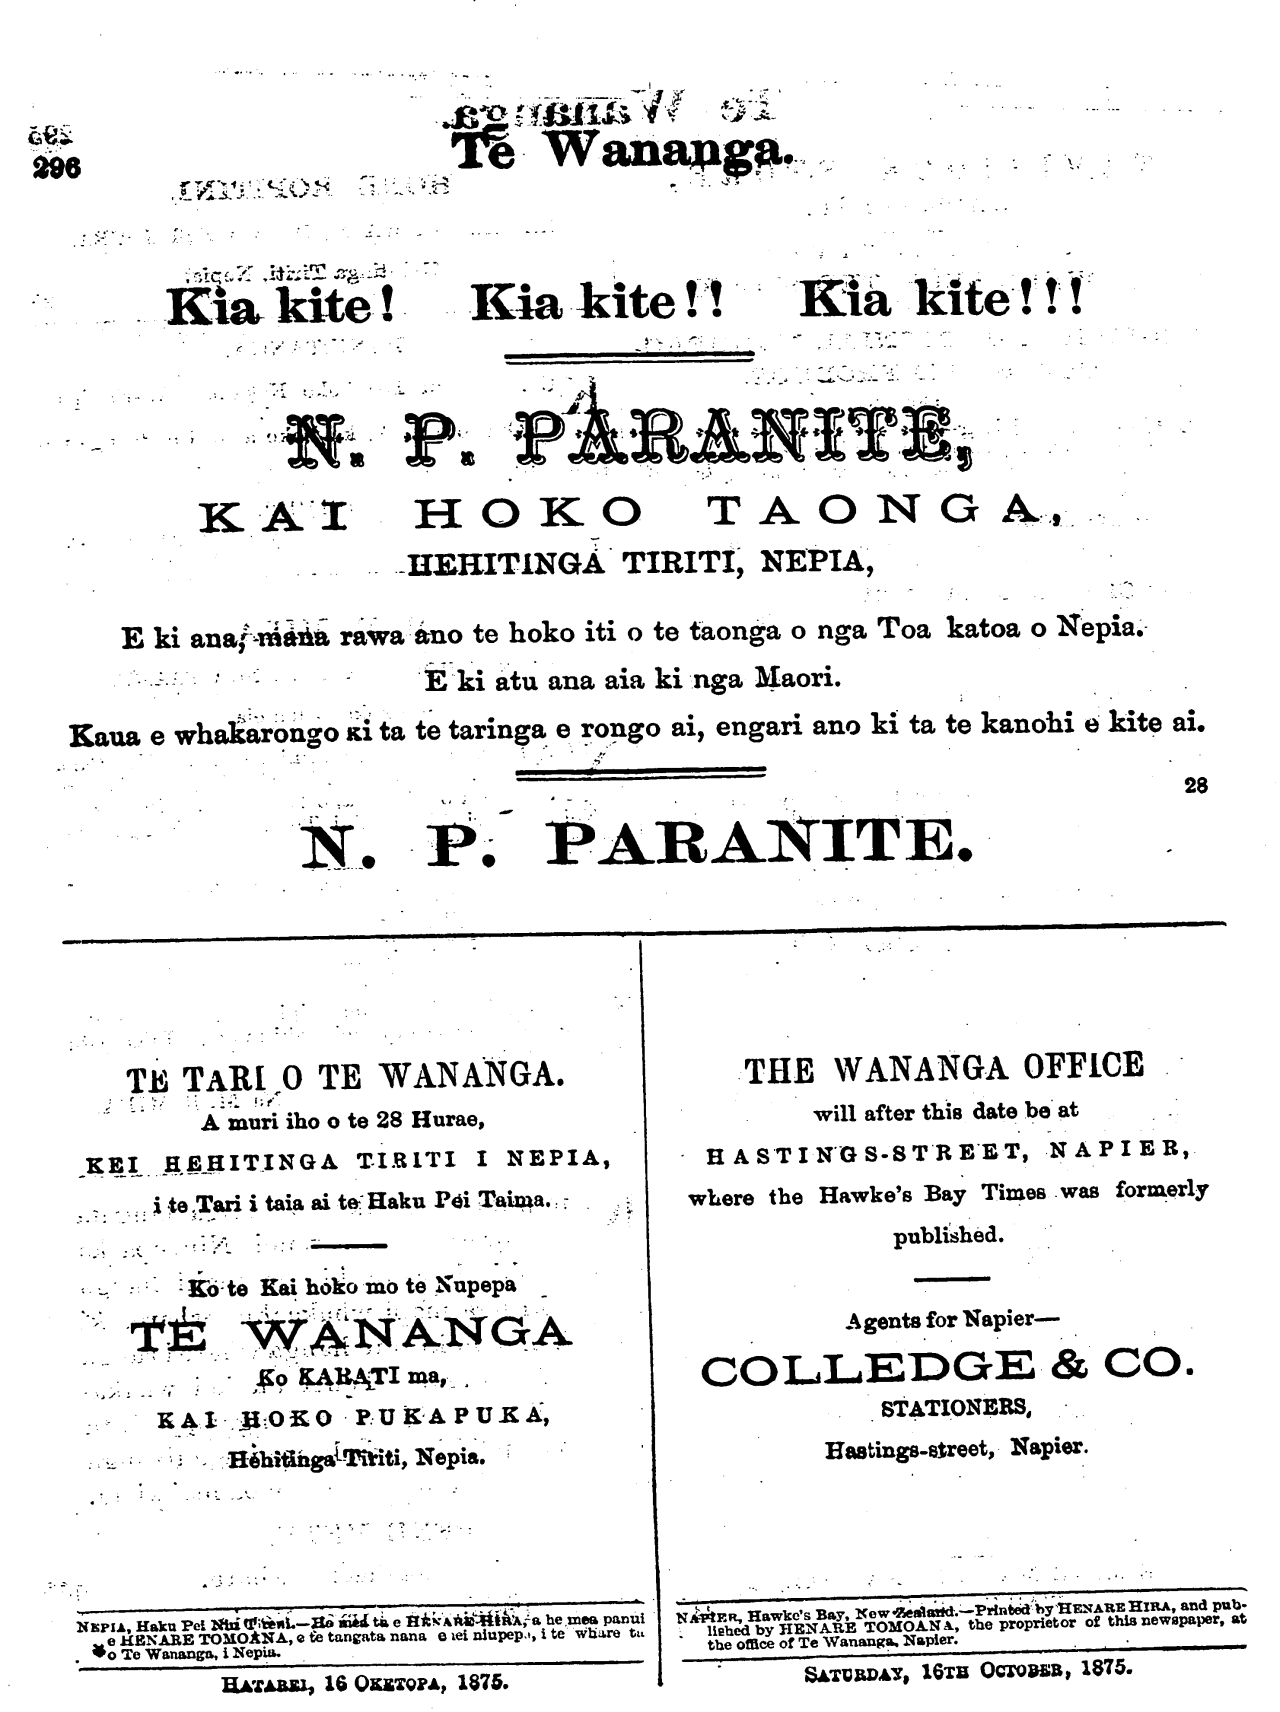 296
Te Wananga.
Kia kite! Kia kite!! Kia kite!!!
N. P. PARANITE,
KAI HOKO TAONGA,
HEHITINGA TIRITI, NEPIA,
E ki ana, mana rawa ano te hoko iti o te taonga o nga Toa katoa o Nepia.
E ki atu ana aia ki nga Maori.
Kaua e whakarongo ki ta te taringa e rongo ai, engari ano ki ta te kanohi e kite ai.
28
N. P. PARANITE.
TE TARI O TE WANANGA.
A muri iho o te 28 Hurae,
KEI HEHITINGA TIRITI I NEPIA,
i te Tari i taia ai te Haku Pei Taima.
Ko te Kai hoko mo te Nupepa
TE WANANGA
Ko KARATI ma,
KAI HOKO PUKAPUKA,
Hehitinga Tiriti, Nepia.
NEPIA, Haku Pei Niu Tireni.—He mea ta e HENARE HIRA, a he mea panui
e HENARE TOMOANA, e te tangata nana e nei niupepa, i te whare ta
o Te Wananga, i Nepia.
HATAREI, 16 OKETOPA, 1875.
THE WANANGA OFFICE
will after this date be at
HASTINGS-STREET, NAPIER,
where the Hawke's Bay Times was formerly
published.
Agents for Napier—
COLLEDGE & CO.
STATIONERS,
Hastings-street, Napier.
NAPIER, Hawke's Bay, New Zealand.—Printed by HENARE HIRA, and pub-
lished by HENARE TOMOANA, the proprietor of this newspaper, at
the office of Te Wananga, Napier.
SATURDAY, 16TH OCTOBER, 1875.